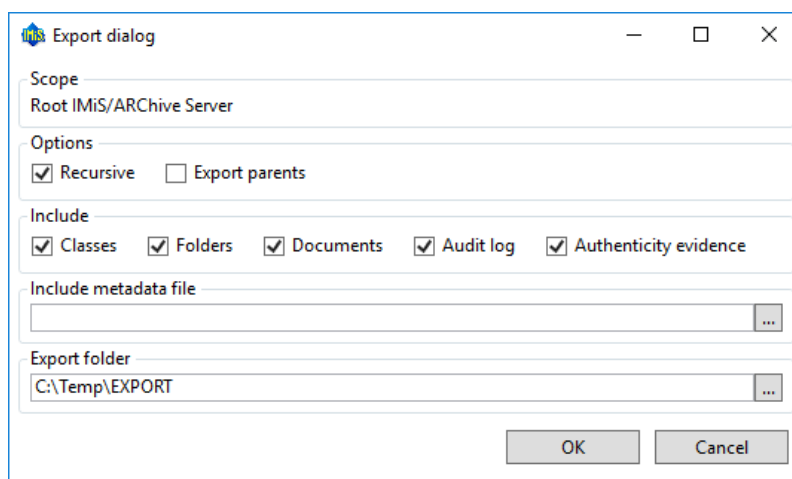 IMiS Export dialog
Scope
Root IMiS/ARChive Server
Options
Recursive Export parents
Include
Classes Folders Documents Audit log Authenticity evidence
Include metadata file
...
Export folder
C:\Temp\EXPORT ...
OK Cancel